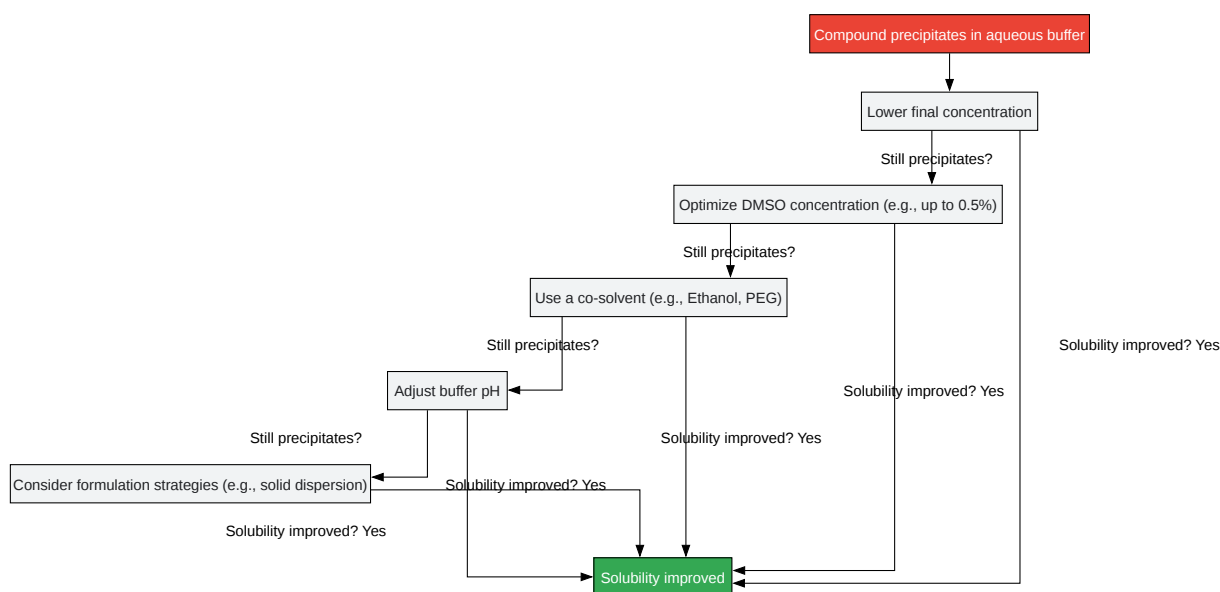 Compound precipitates in aqueous buffer
Lower final concentration
Still precipitates?
Optimize DMSO concentration (e.g., up to 0.5%)
Still precipitates?
Use a co-solvent (e.g., Ethanol, PEG)
Still precipitates?
Solubility improved? Yes
Adjust buffer pH
Solubility improved? Yes
Still precipitates?
Solubility improved? Yes
Consider formulation strategies (e.g., solid dispersion)
Solubility improved? Yes
Solubility improved? Yes
Solubility improved